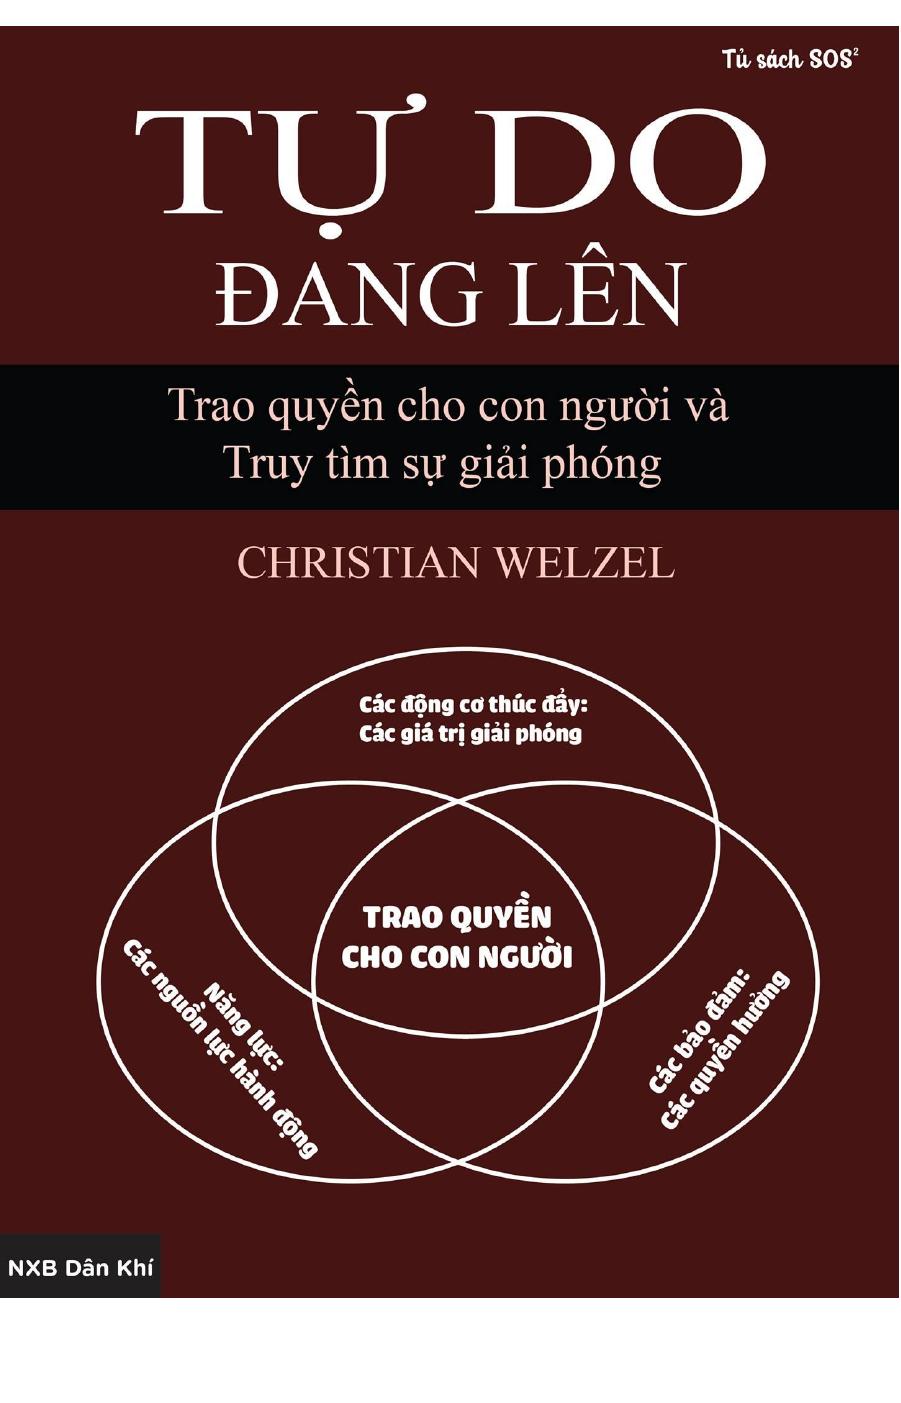 Tủ sách SOS²
TỰ DO
ĐANG LÊN
Trao quyền cho con người và
Truy tìm sự giải phóng
CHRISTIAN WELZEL
Các động cơ thúc đẩy:
Các giá trị giải phóng
TRAO QUYỀN
CHO CON NGƯỜI
Năng lực:
Các nguồn lực hành động
Các bảo đảm:
Các quyền hưởng
NXB Dân Khí